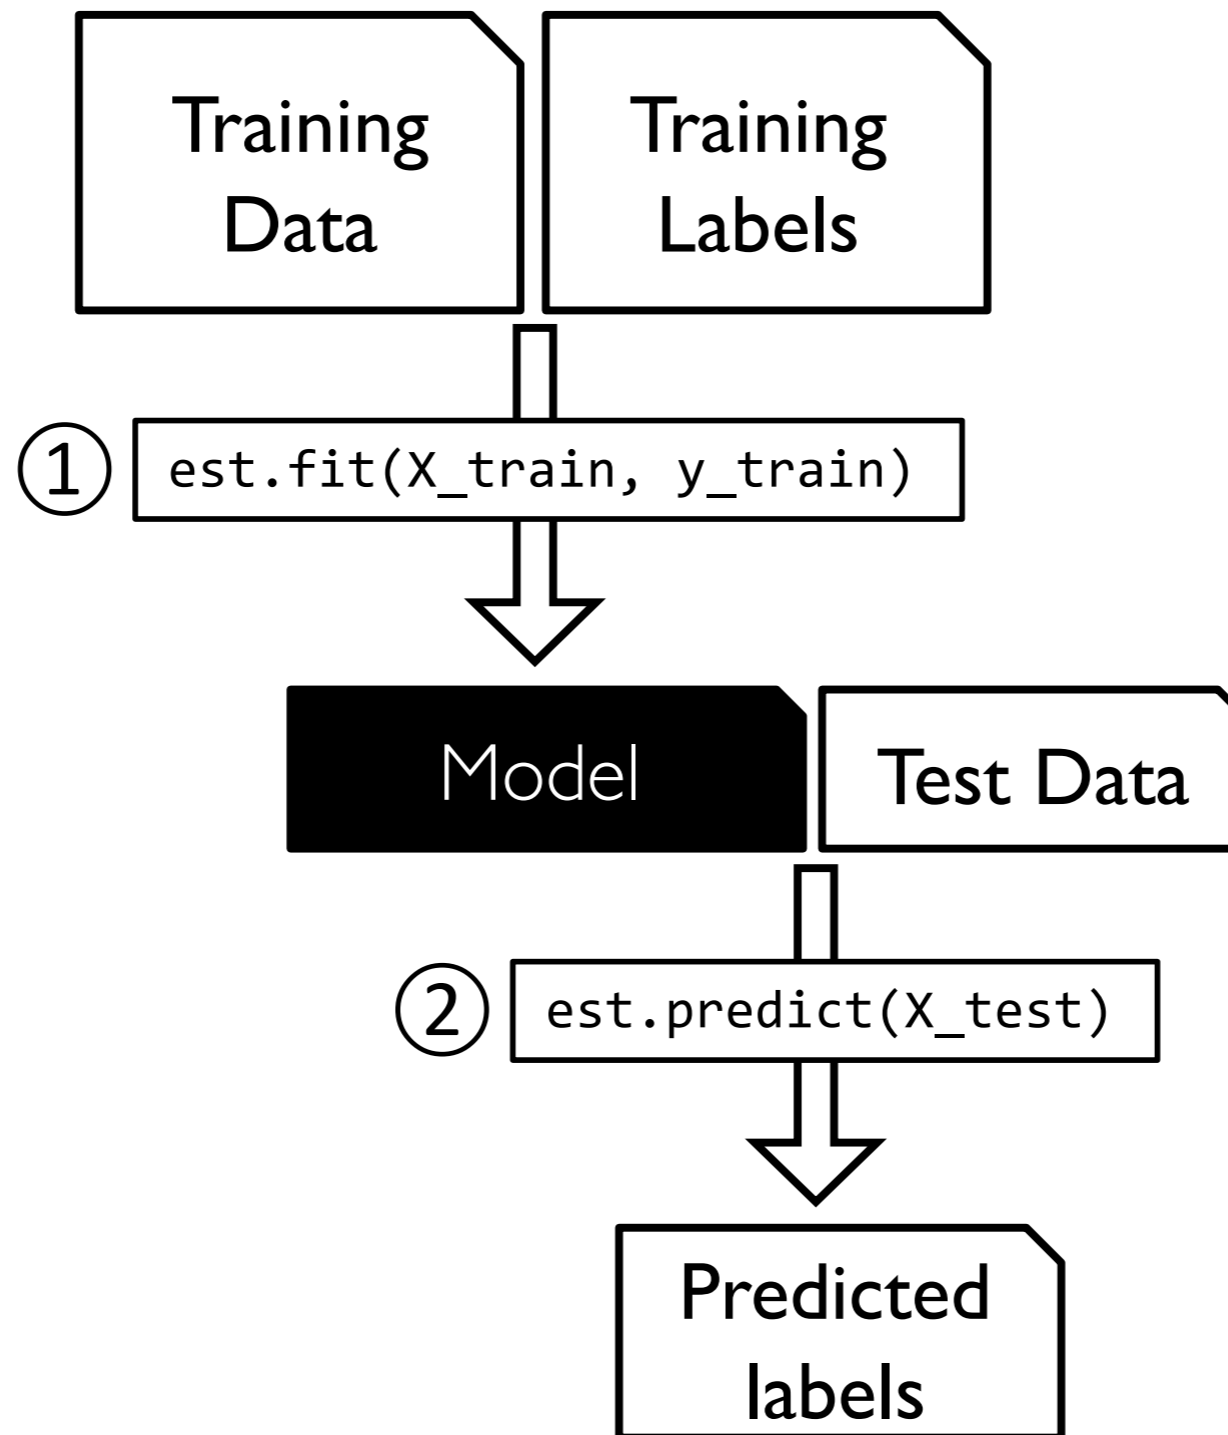 Training
Data
Training
Labels
① est.fit(X_train, y_train)
Model
Test Data
② est.predict(X_test)
Predicted
labels